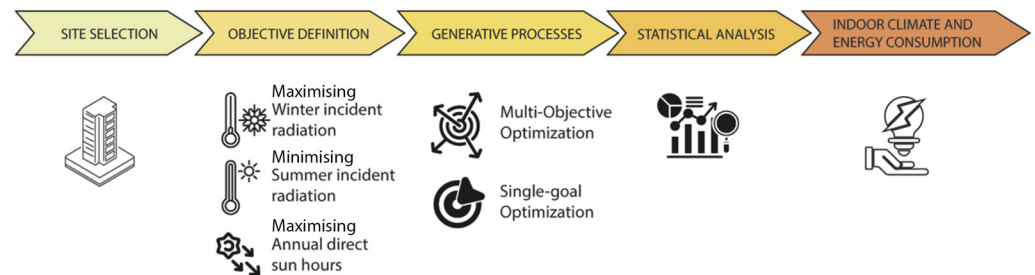 SITE SELECTION
OBJECTIVE DEFINITION
GENERATIVE PROCESSES
STATISTICAL ANALYSIS
INDOOR CLIMATE AND
ENERGY CONSUMPTION
Maximising
Winter incident
radiation
Minimising
Summer incident
radiation
Maximising
Annual direct
sun hours
Multi-Objective
Optimization
Single-goal
Optimization